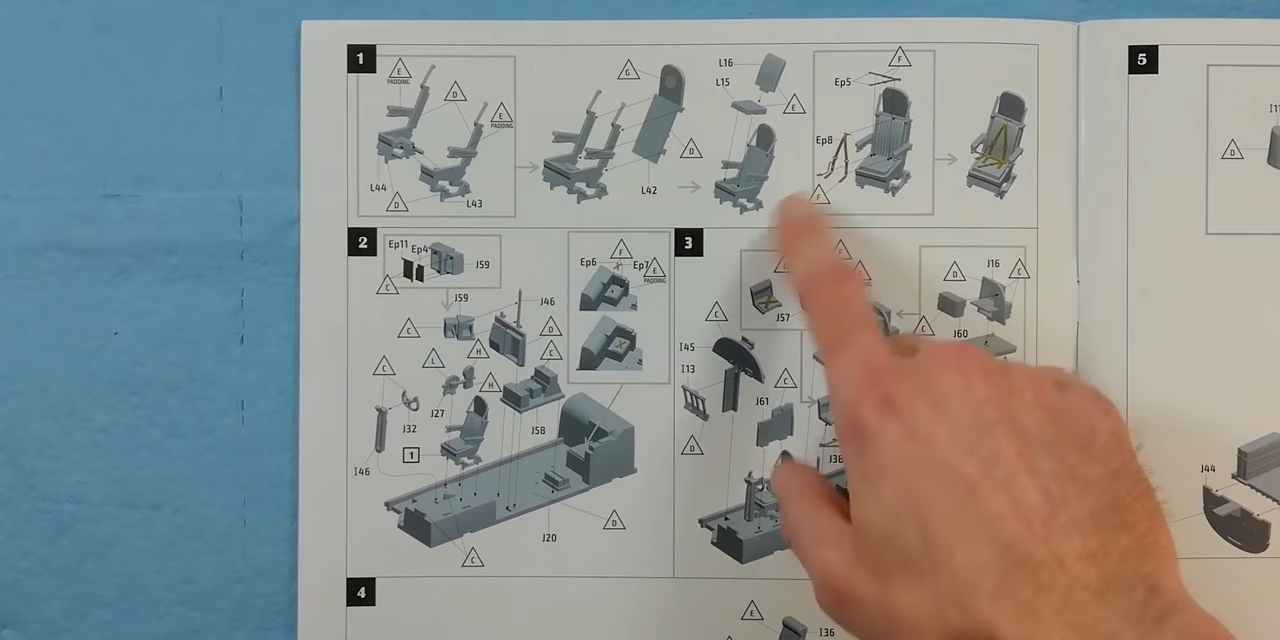 1
E
PADDING
D
E
PADDING
L44
D
L43
G
D
L42
L16
L15
E
F
Ep5
Ep8
F
2
Ep11
Ep4
J59
C
J59
J46
C
D
L
H
C
C
H
J27
J32
J58
1
I46
D
J20
C
F
Ep6
Ep7
E
PADDING
3
F
J57
C
I45
I13
C
J61
D
J38
D
J16
C
C
J60
4
E
I36
5
D
J44